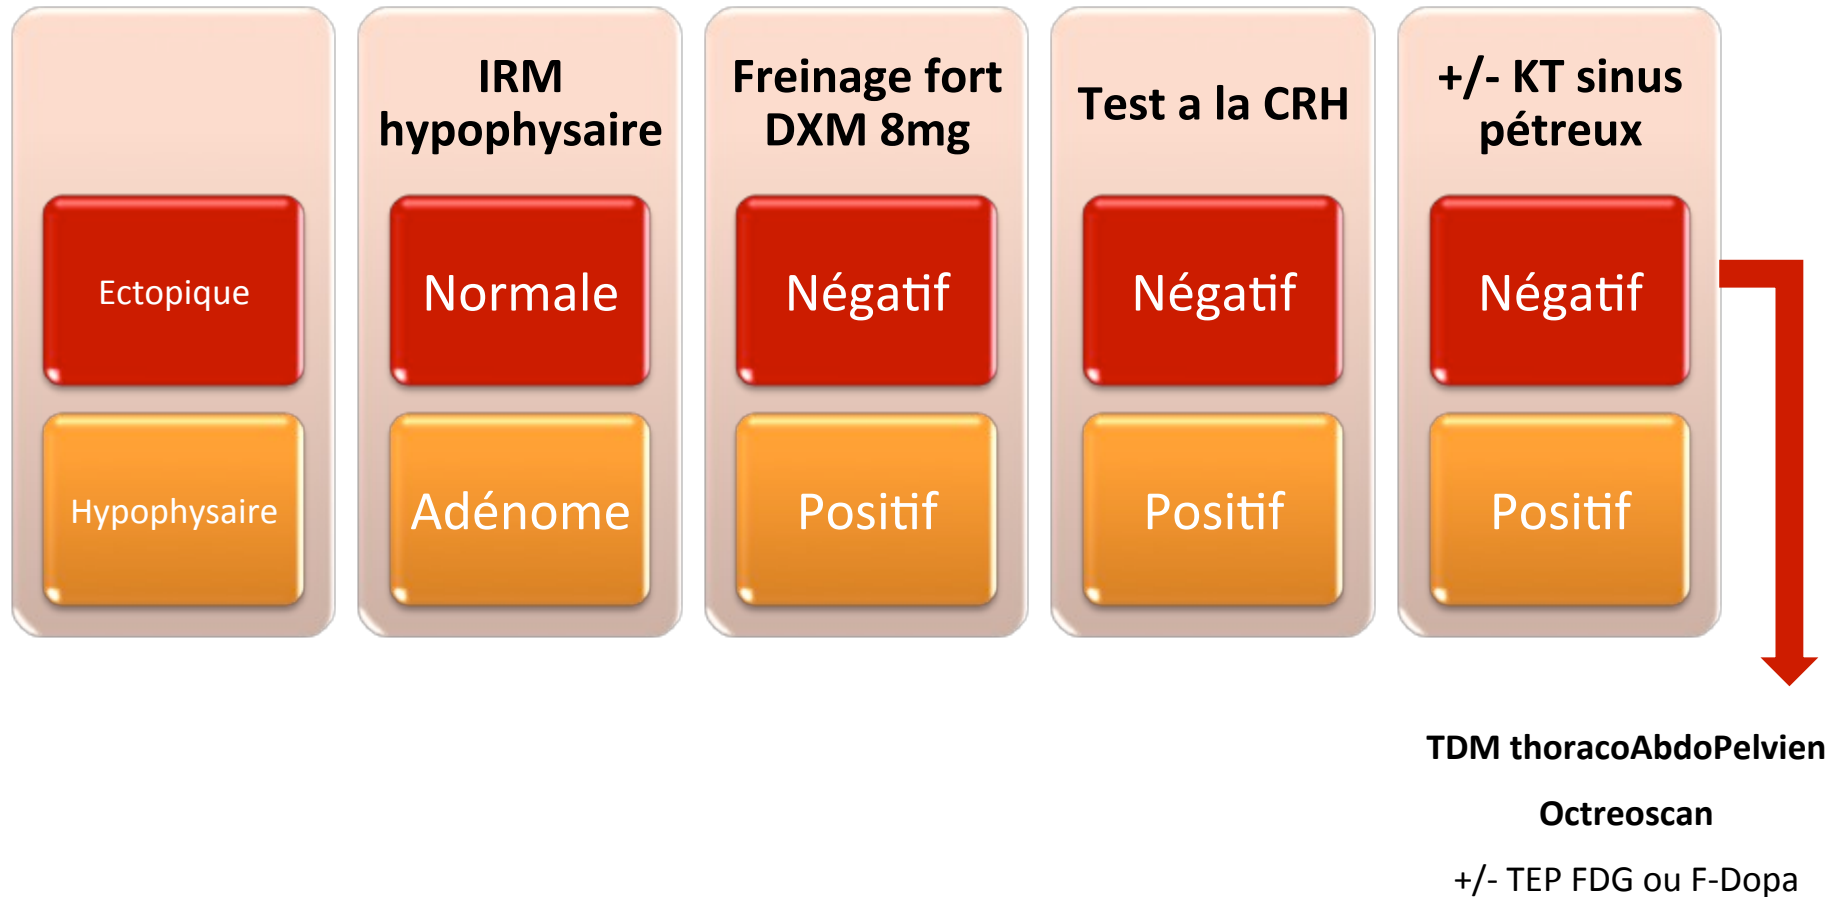 IRM
hypophysaire
Freinage fort
DXM 8mg
Test a la CRH
+/- KT sinus
pétreux
Ectopique
Normale
Négatif
Négatif
Négatif
Hypophysaire
Adénome
Positif
Positif
Positif
TDM thoracoAbdoPelvien
Octreoscan
+/- TEP FDG ou F-Dopa